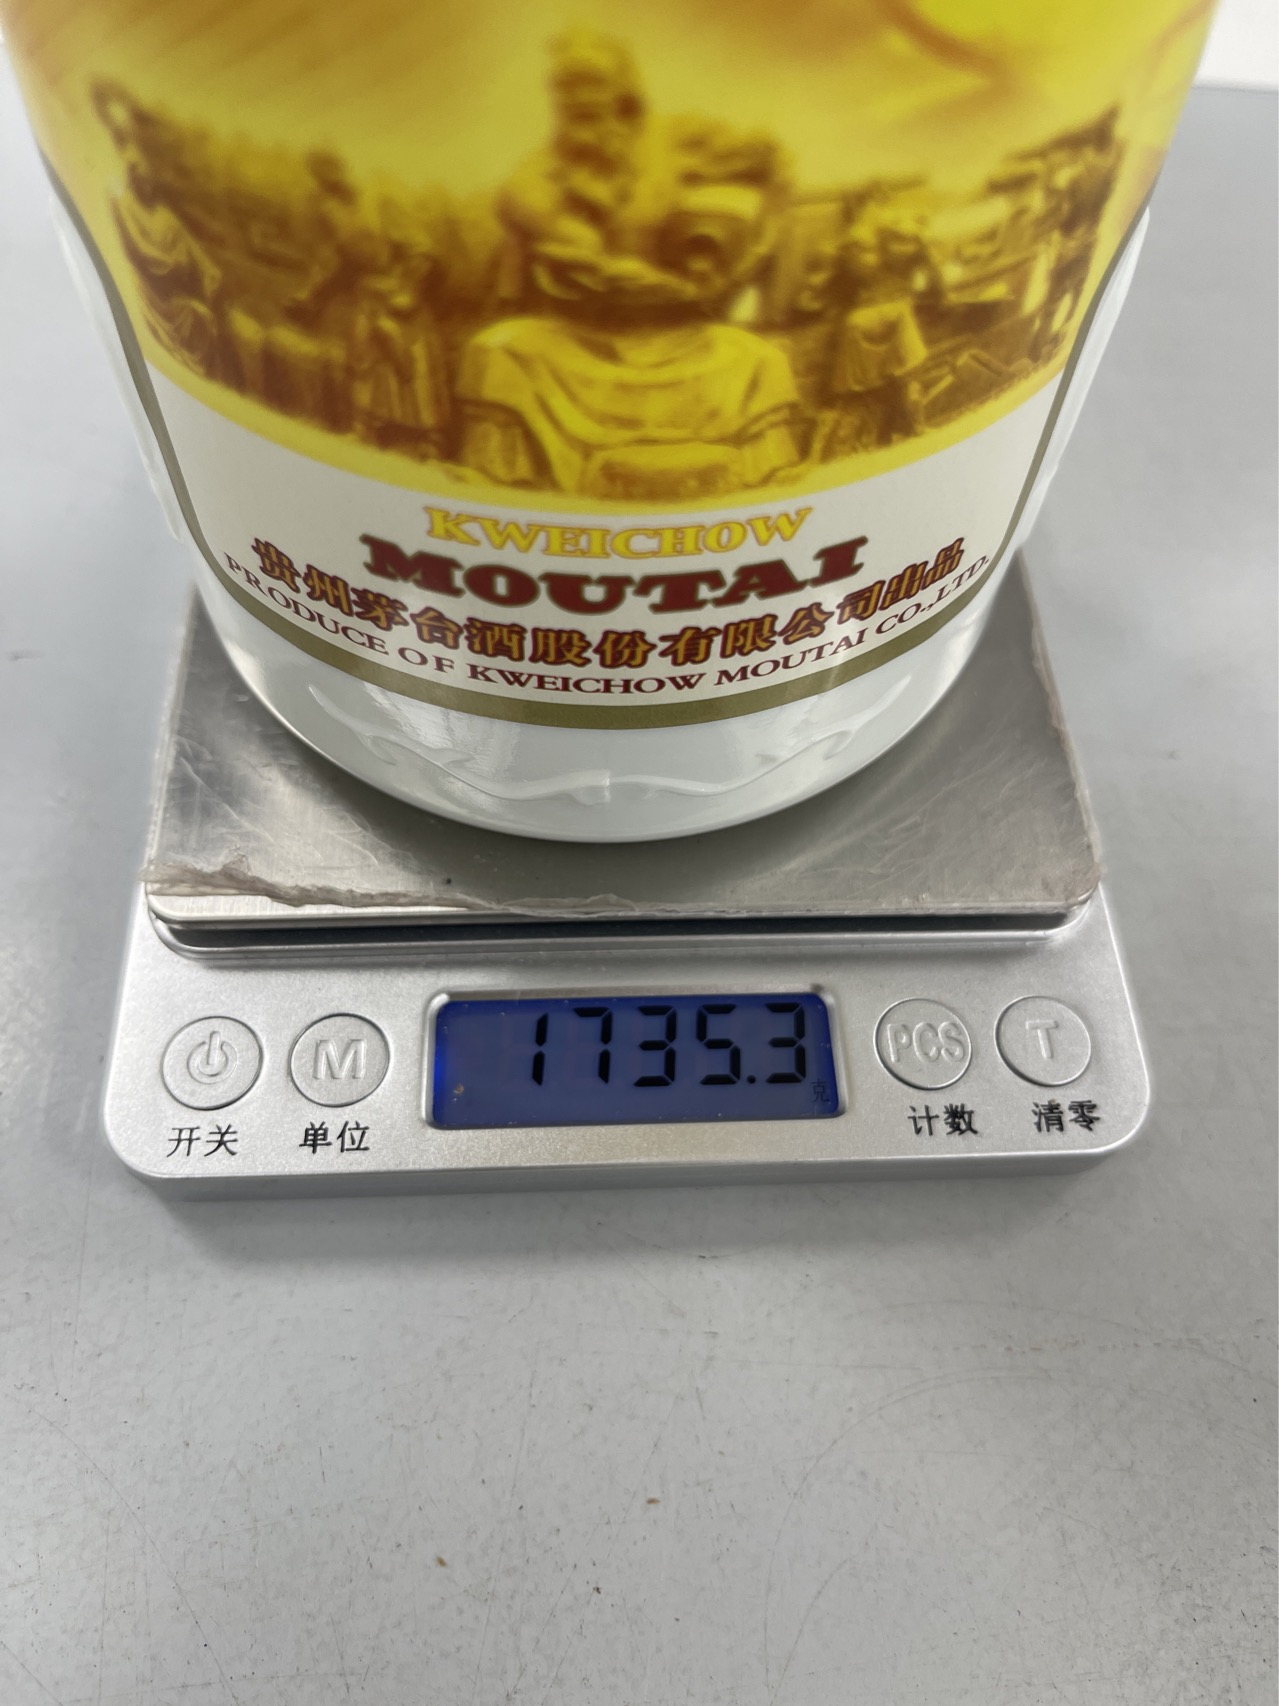 KWEICHOW
MOUTAI
贵州茅台酒股份有限公司出品
PRODUCE OF KWEICHOW MOUTAI CO.,LTD.
1735.3
克
M
PCS
T
开关
单位
计数
清零